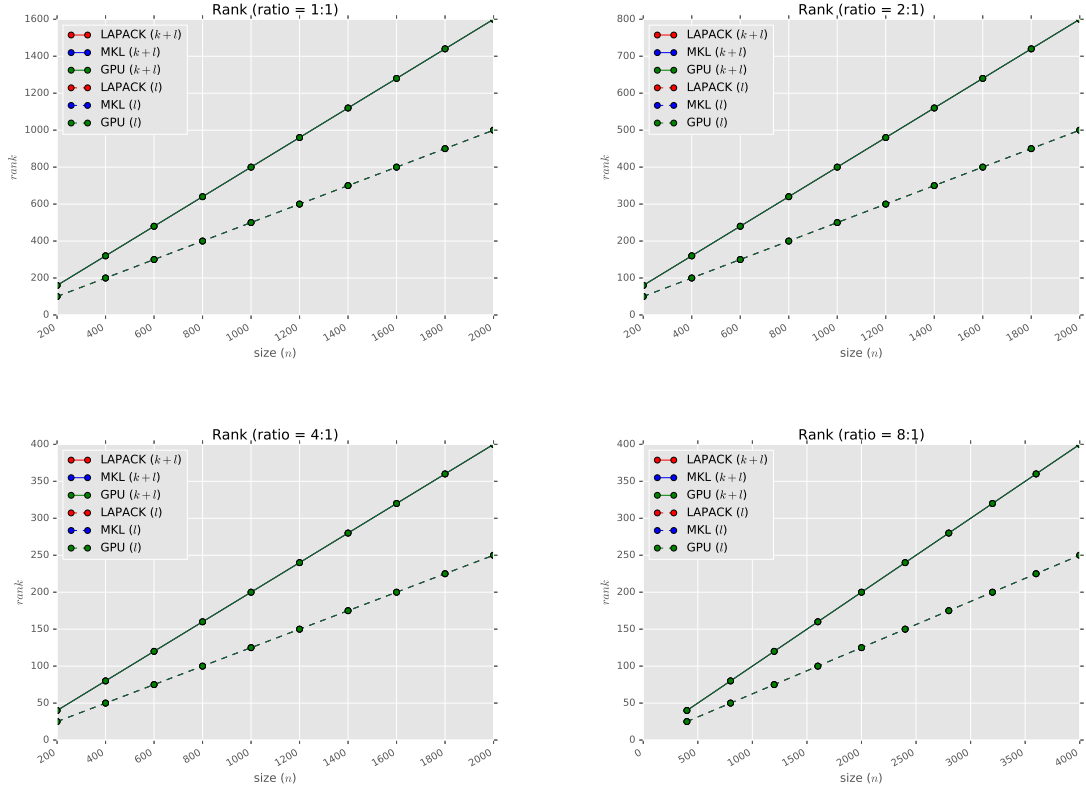 Rank (ratio = 1:1)
1600
1400
1200
1000
800
600
400
200
0
rank
LAPACK (k+l)
MKL (k+l)
GPU (k+l)
LAPACK (l)
MKL (l)
GPU (l)
200 400 600 800 1000 1200 1400 1600 1800 2000
size (n)
Rank (ratio = 2:1)
800
700
600
500
400
300
200
100
0
rank
LAPACK (k+l)
MKL (k+l)
GPU (k+l)
LAPACK (l)
MKL (l)
GPU (l)
200 400 600 800 1000 1200 1400 1600 1800 2000
size (n)
Rank (ratio = 4:1)
400
350
300
250
200
150
100
50
0
rank
LAPACK (k+l)
MKL (k+l)
GPU (k+l)
LAPACK (l)
MKL (l)
GPU (l)
200 400 600 800 1000 1200 1400 1600 1800 2000
size (n)
Rank (ratio = 8:1)
400
350
300
250
200
150
100
50
0
rank
LAPACK (k+l)
MKL (k+l)
GPU (k+l)
LAPACK (l)
MKL (l)
GPU (l)
0 500 1000 1500 2000 2500 3000 3500 4000
size (n)